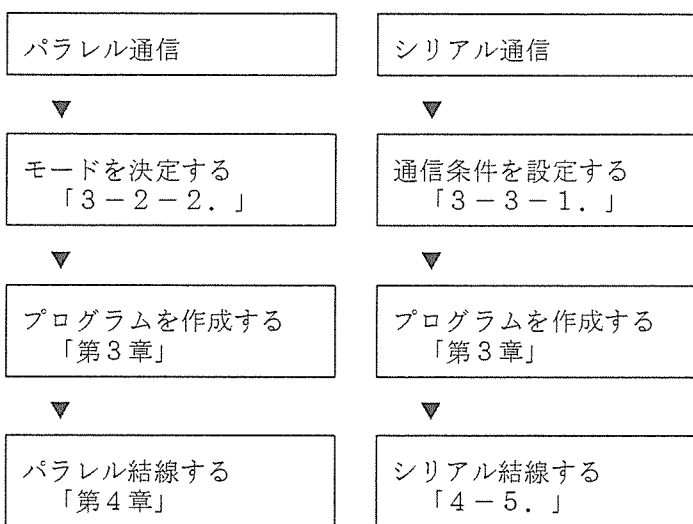 パラレル通信
モードを決定する
「3-2-2.」
プログラムを作成する
「第3章」
パラレル結線する
「第4章」
シリアル通信
通信条件を設定する
「3-3-1.」
プログラムを作成する
「第3章」
シリアル結線する
「4-5.」